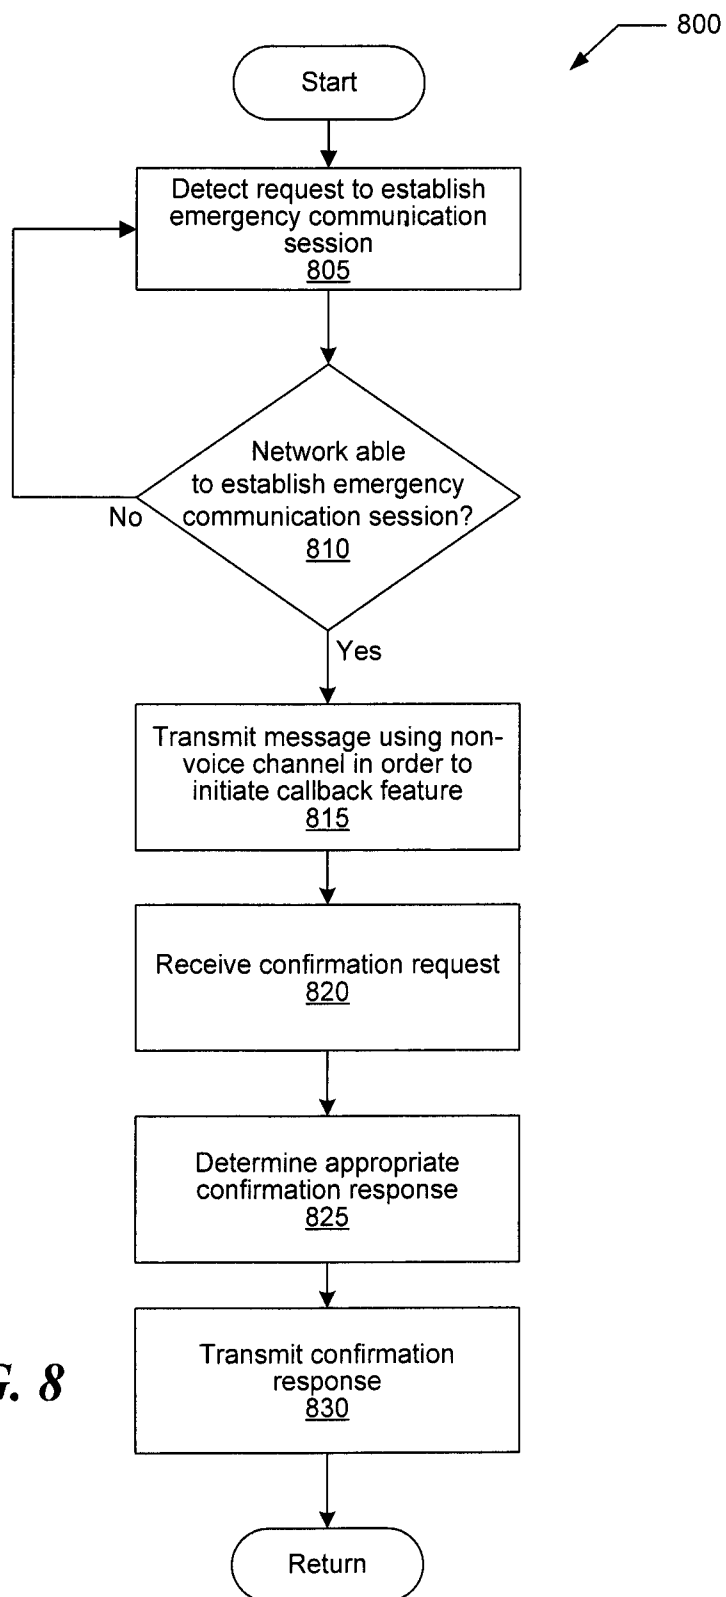 800
Start
Detect request to establish
emergency communication
session
805
Network able
to establish emergency
communication session?
810
No
Yes
Transmit message using non-
voice channel in order to
initiate callback feature
815
Receive confirmation request
820
Determine appropriate
confirmation response
825
Transmit confirmation
response
830
G. 8
Return